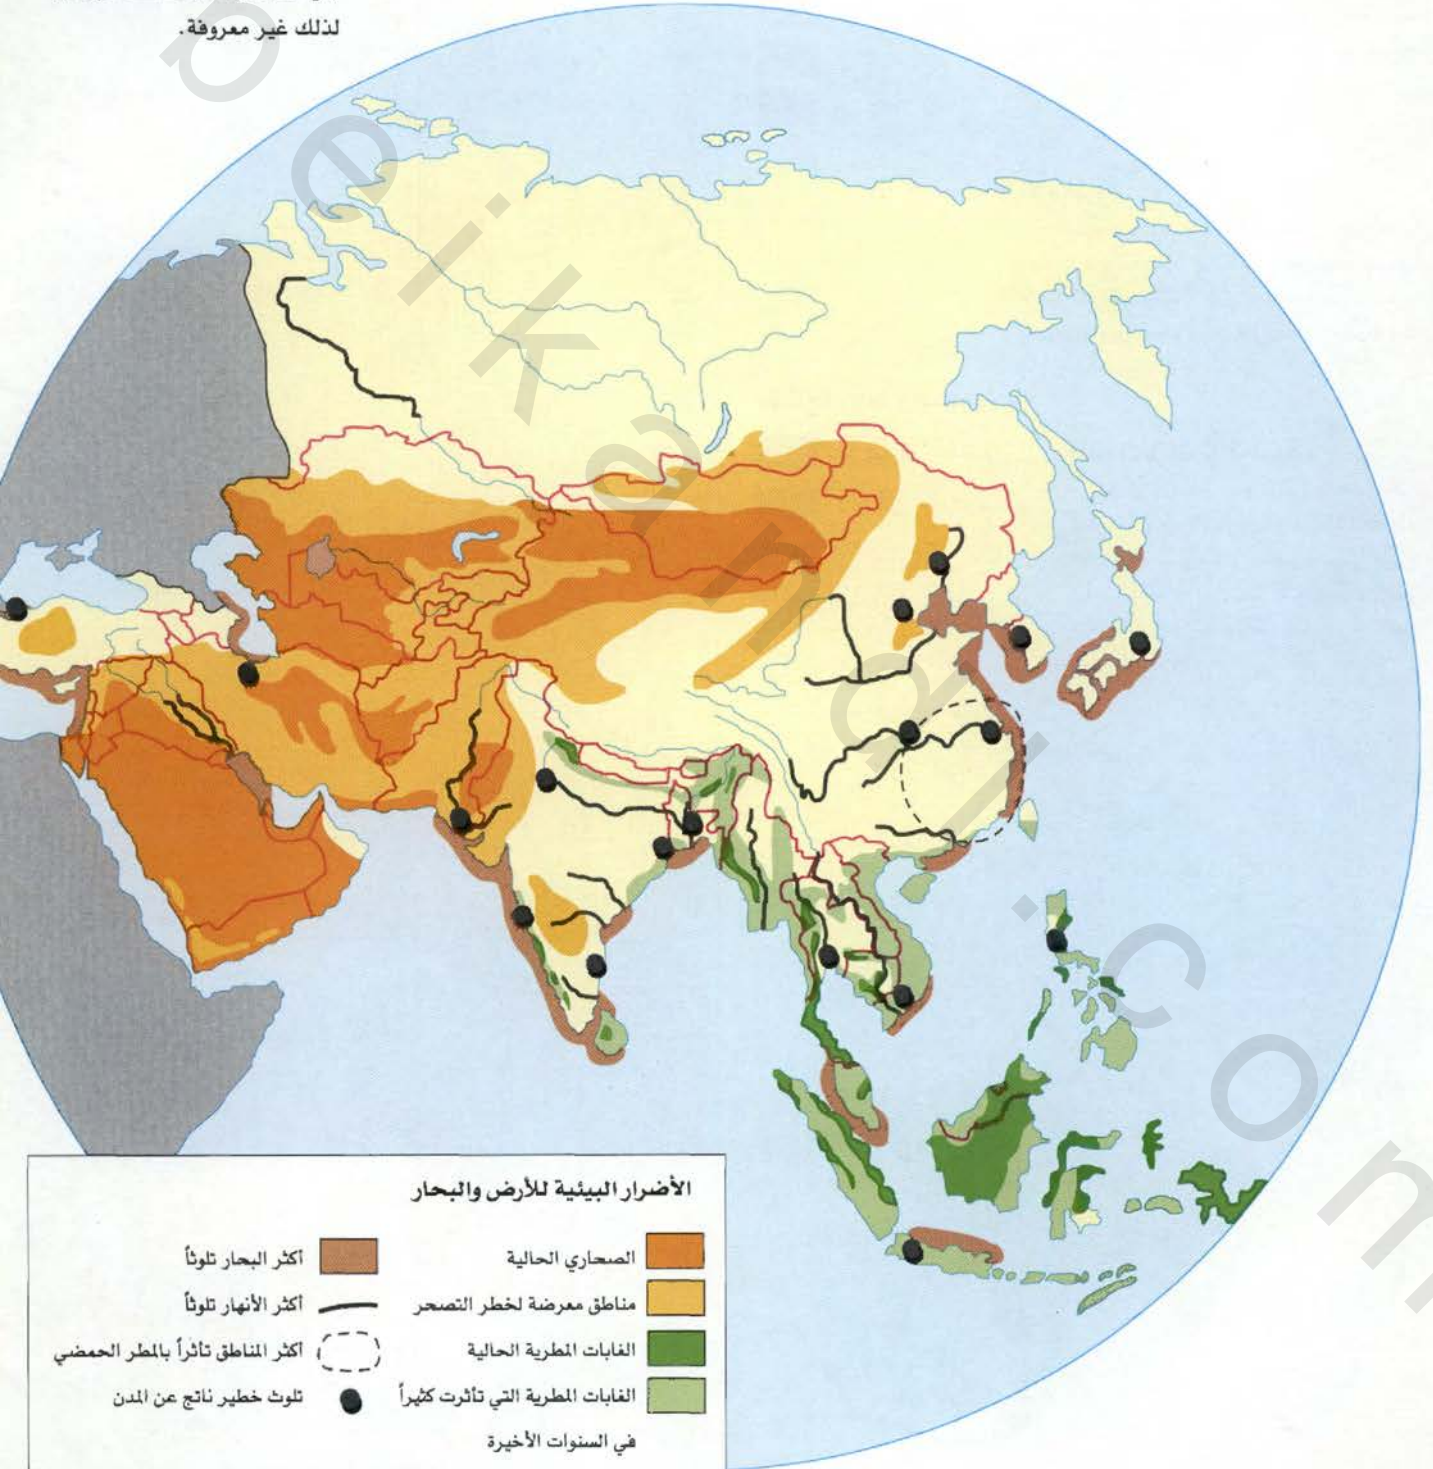 لذلك غير معروفة.
الأضرار البيئية للأرض والبحار
الصحاري الحالية
مناطق معرضة لخطر التصحر
الغابات المطرية الحالية
الغابات المطرية التي تأثرت كثيراً
في السنوات الأخيرة
أكثر البحار تلوثاً
أكثر الأنهار تلوثاً
أكثر المناطق تأثراً بالمطر الحمضي
تلوث خطير ناتج عن المدن
peikandji.com